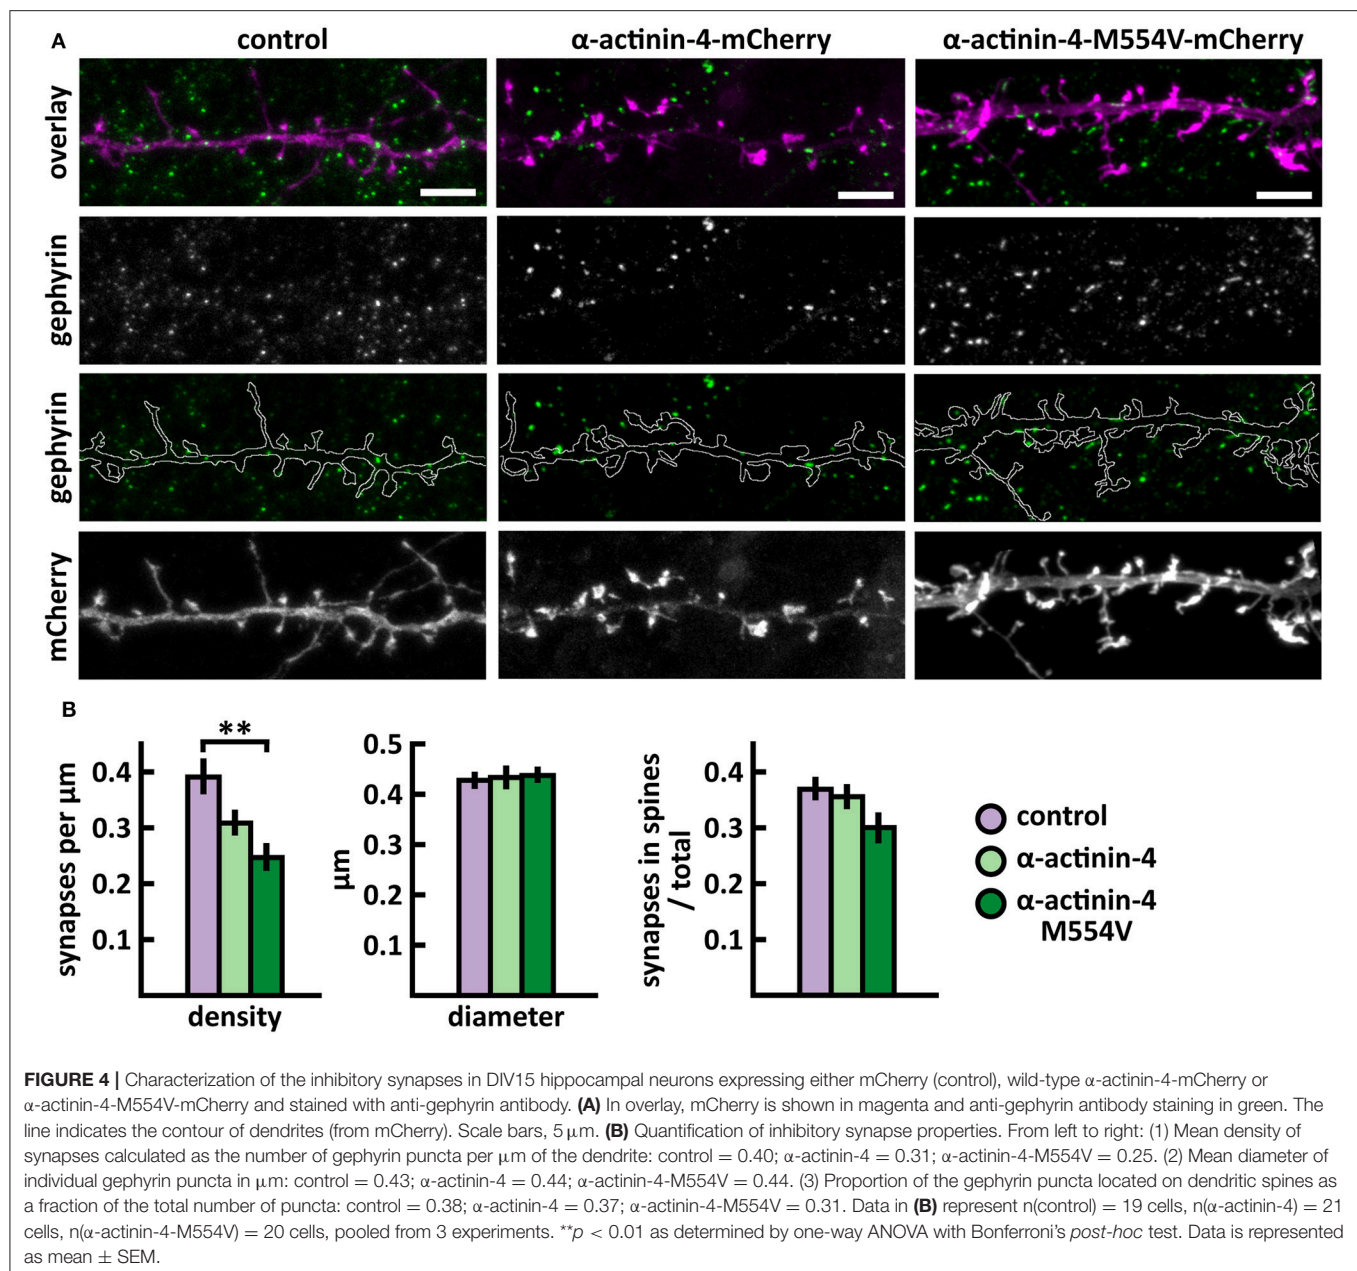 A
control
α-actinin-4-mCherry
α-actinin-4-M554V-mCherry
overlay
gephyrin
gephyrin
mCherry
B
**
synapses per μm
0.4
0.3
0.2
0.1
density
μm
0.5
0.4
0.3
0.2
0.1
diameter
synapses in spines
/ total
0.4
0.3
0.2
0.1
control
α-actinin-4
α-actinin-4
M554V
FIGURE 4 | Characterization of the inhibitory synapses in DIV15 hippocampal neurons expressing either mCherry (control), wild-type α-actinin-4-mCherry or
α-actinin-4-M554V-mCherry and stained with anti-gephyrin antibody. (A) In overlay, mCherry is shown in magenta and anti-gephyrin antibody staining in green. The
line indicates the contour of dendrites (from mCherry). Scale bars, 5 μm. (B) Quantification of inhibitory synapse properties. From left to right: (1) Mean density of
synapses calculated as the number of gephyrin puncta per μm of the dendrite: control = 0.40; α-actinin-4 = 0.31; α-actinin-4-M554V = 0.25. (2) Mean diameter of
individual gephyrin puncta in μm: control = 0.43; α-actinin-4 = 0.44; α-actinin-4-M554V = 0.44. (3) Proportion of the gephyrin puncta located on dendritic spines as
a fraction of the total number of puncta: control = 0.38; α-actinin-4 = 0.37; α-actinin-4-M554V = 0.31. Data in (B) represent n(control) = 19 cells, n(α-actinin-4) = 21
cells, n(α-actinin-4-M554V) = 20 cells, pooled from 3 experiments. **p < 0.01 as determined by one-way ANOVA with Bonferroni's post-hoc test. Data is represented
as mean ± SEM.